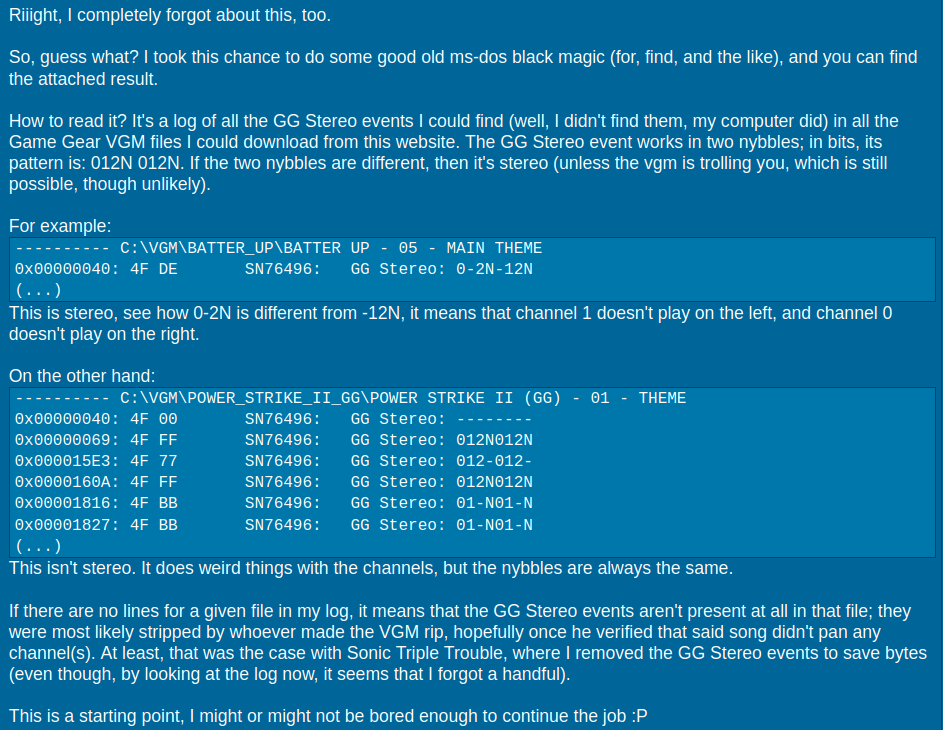 Riiight, I completely forgot about this, too.
So, guess what? I took this chance to do some good old ms-dos black magic (for, find, and the like), and you can find
the attached result.
How to read it? It's a log of all the GG Stereo events I could find (well, I didn't find them, my computer did) in all the
Game Gear VGM files I could download from this website. The GG Stereo event works in two nybbles; in bits, its
pattern is: 012N 012N. If the two nybbles are different, then it's stereo (unless the vgm is trolling you, which is still
possible, though unlikely).
For example:
---------- C:\VGM\BATTER_UP\BATTER UP - 05 - MAIN THEME
0x00000040: 4F DE       SN76496:   GG Stereo: 0-2N-12N
(...)
This is stereo, see how 0-2N is different from -12N, it means that channel 1 doesn't play on the left, and channel 0
doesn't play on the right.
On the other hand:
---------- C:\VGM\POWER_STRIKE_II_GG\POWER STRIKE II (GG) - 01 - THEME
0x00000040: 4F 00       SN76496:   GG Stereo: --------
0x00000069: 4F FF       SN76496:   GG Stereo: 012N012N
0x000015E3: 4F 77       SN76496:   GG Stereo: 012-012-
0x0000160A: 4F FF       SN76496:   GG Stereo: 012N012N
0x00001816: 4F BB       SN76496:   GG Stereo: 01-N01-N
0x00001827: 4F BB       SN76496:   GG Stereo: 01-N01-N
(...)
This isn't stereo. It does weird things with the channels, but the nybbles are always the same.
If there are no lines for a given file in my log, it means that the GG Stereo events aren't present at all in that file; they
were most likely stripped by whoever made the VGM rip, hopefully once he verified that said song didn't pan any
channel(s). At least, that was the case with Sonic Triple Trouble, where I removed the GG Stereo events to save bytes
(even though, by looking at the log now, it seems that I forgot a handful).
This is a starting point, I might or might not be bored enough to continue the job :P